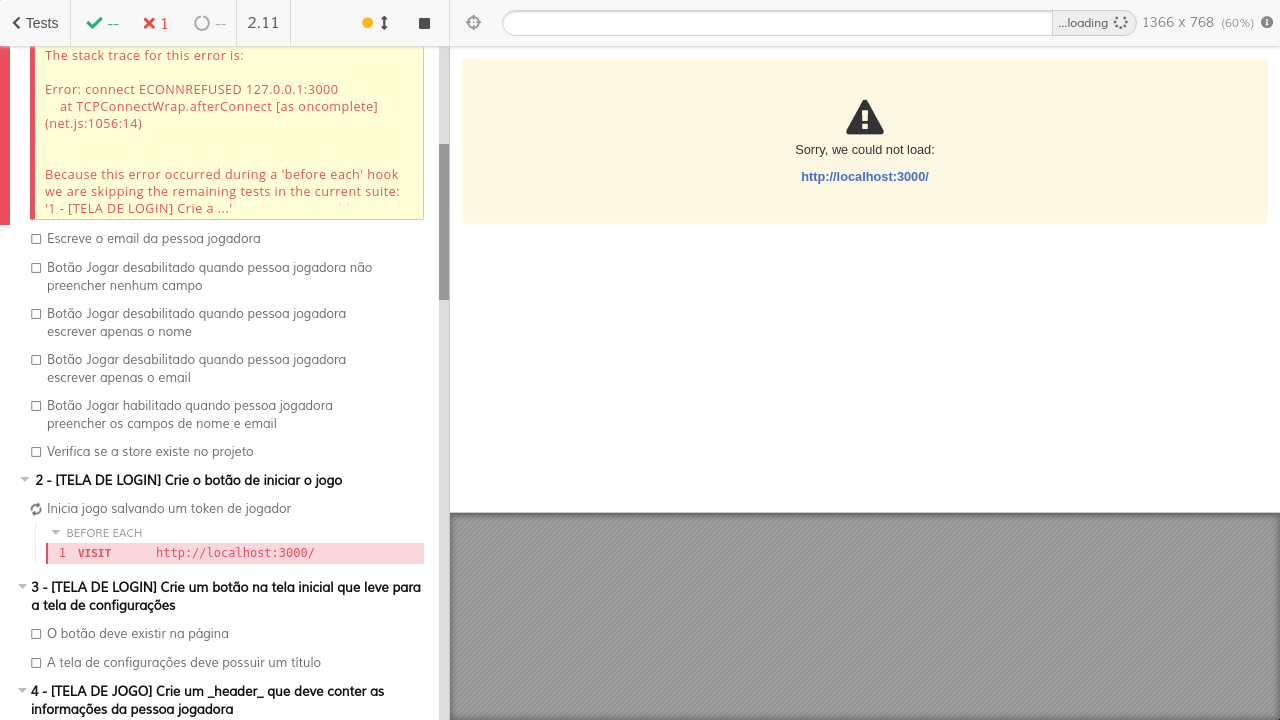 Tests
--
1
--
2.11
...loading
1366 x 768 (60%)
The stack trace for this error is:
Error: connect ECONNREFUSED 127.0.0.1:3000
at TCPConnectWrap.afterConnect [as oncomplete]
(net.js:1056:14)
Because this error occurred during a 'before each' hook
we are skipping the remaining tests in the current suite:
'1 - [TELA DE LOGIN] Crie a ...'
Escreve o email da pessoa jogadora
Botão Jogar desabilitado quando pessoa jogadora não
preencher nenhum campo
Botão Jogar desabilitado quando pessoa jogadora
escrever apenas o nome
Botão Jogar desabilitado quando pessoa jogadora
escrever apenas o email
Botão Jogar habilitado quando pessoa jogadora
preencher os campos de nome e email
Verifica se a store existe no projeto
2 - [TELA DE LOGIN] Crie o botão de iniciar o jogo
Inicia jogo salvando um token de jogador
BEFORE EACH
1 VISIT http://localhost:3000/
3 - [TELA DE LOGIN] Crie um botão na tela inicial que leve para
a tela de configurações
O botão deve existir na página
A tela de configurações deve possuir um título
4 - [TELA DE JOGO] Crie um _header_ que deve conter as
informações da pessoa jogadora
Sorry, we could not load:
http://localhost:3000/